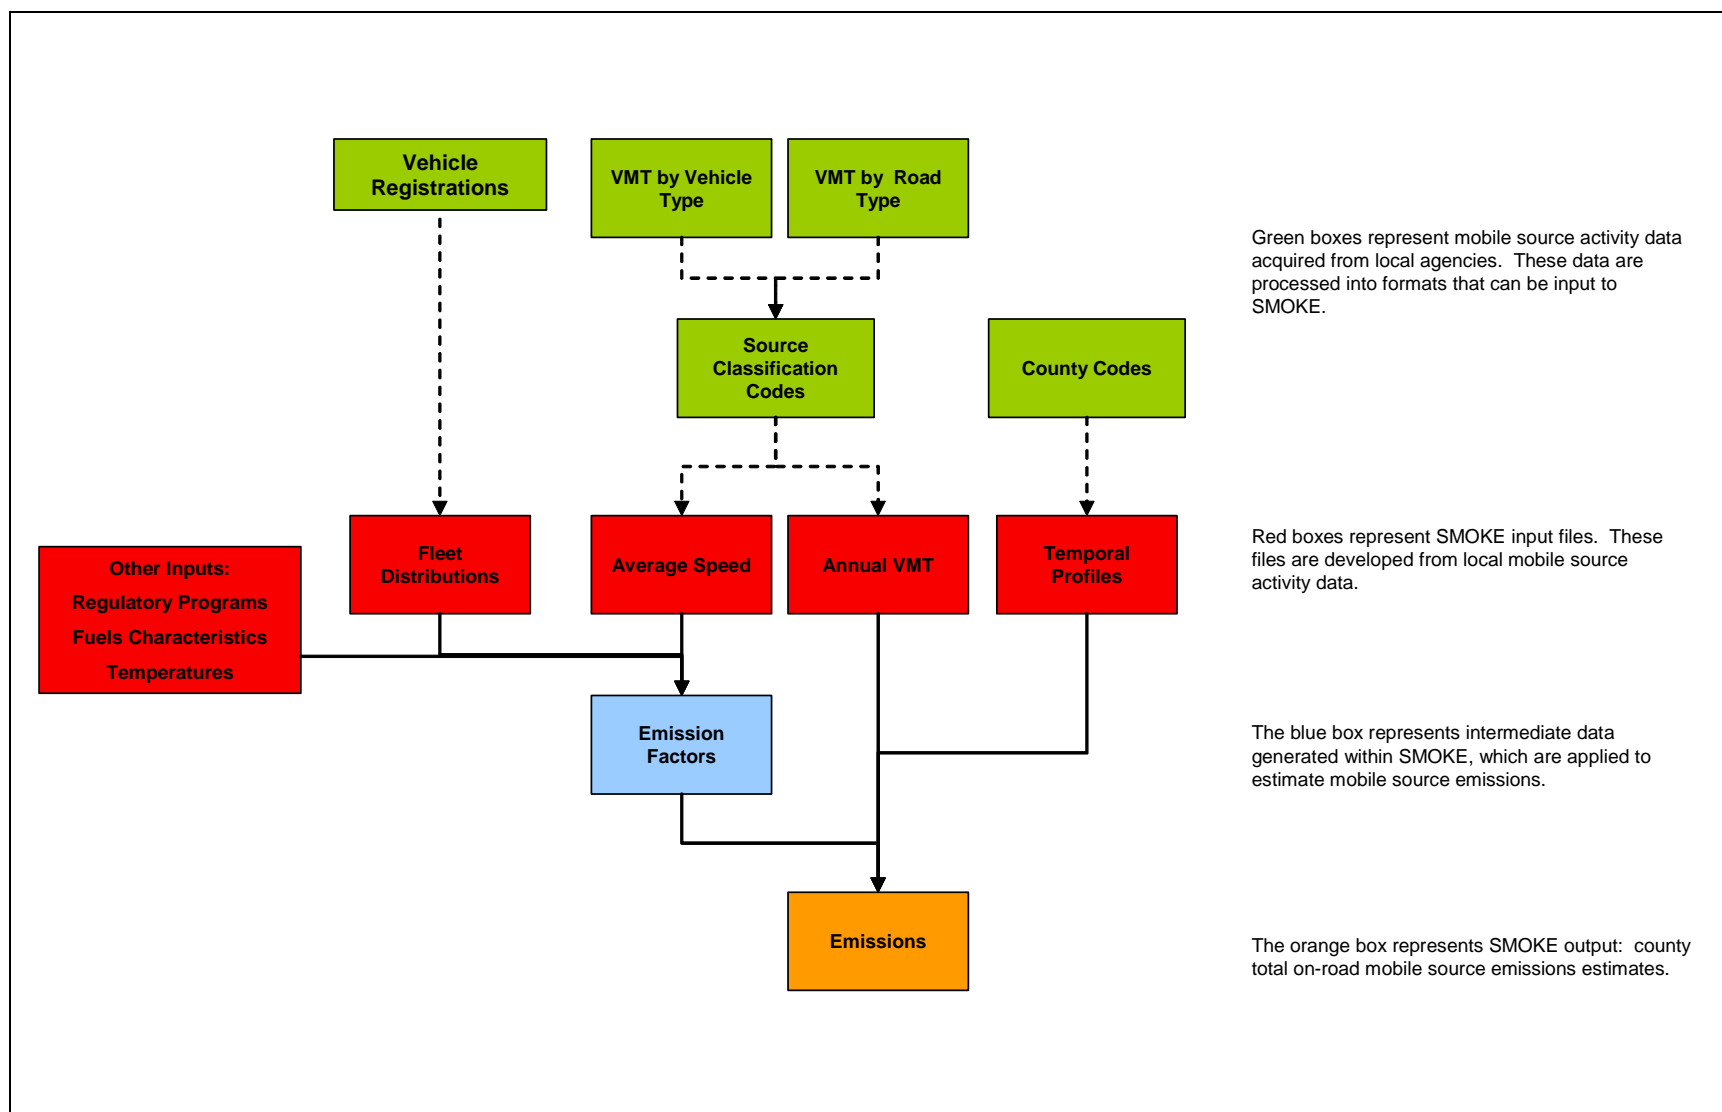 Vehicle
Registrations
VMT by Vehicle
Type
VMT by  Road
Type
Green boxes represent mobile source activity data
acquired from local agencies.  These data are
processed into formats that can be input to
SMOKE.
Source
Classification
Codes
County Codes
Other Inputs:
Regulatory Programs
Fuels Characteristics
Temperatures
Fleet
Distributions
Average Speed
Annual VMT
Temporal
Profiles
Red boxes represent SMOKE input files.  These
files are developed from local mobile source
activity data.
Emission
Factors
The blue box represents intermediate data
generated within SMOKE, which are applied to
estimate mobile source emissions.
Emissions
The orange box represents SMOKE output:  county
total on-road mobile source emissions estimates.